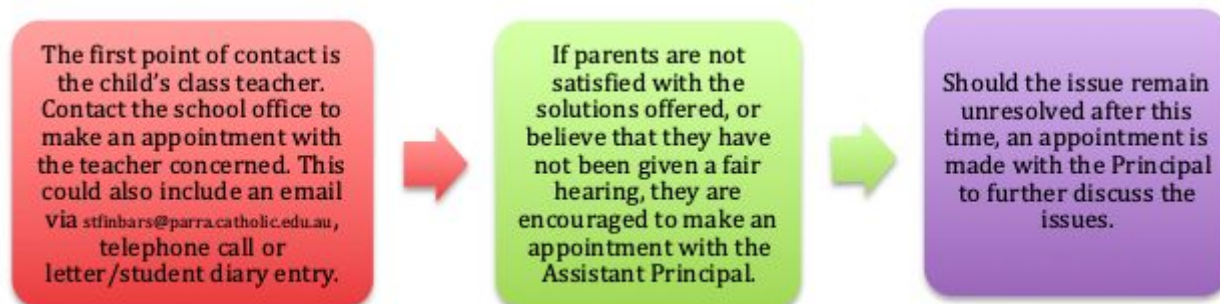 The first point of contact is
the child's class teacher.
Contact the school office to
make an appointment with
the teacher concerned. This
could also include an email
via stfinbars@parra.catholic.edu.au,
telephone call or
letter/student diary entry.
If parents are not
satisfied with the
solutions offered, or
believe that they have
not been given a fair
hearing, they are
encouraged to make an
appointment with the
Assistant Principal.
Should the issue remain
unresolved after this
time, an appointment is
made with the Principal
to further discuss the
issues.